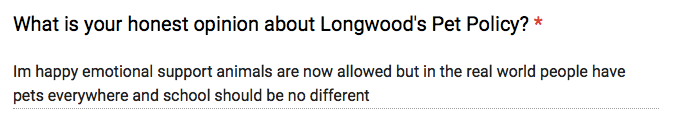 What is your honest opinion about Longwood's Pet Policy? *
Im happy emotional support animals are now allowed but in the real world people have
pets everywhere and school should be no different